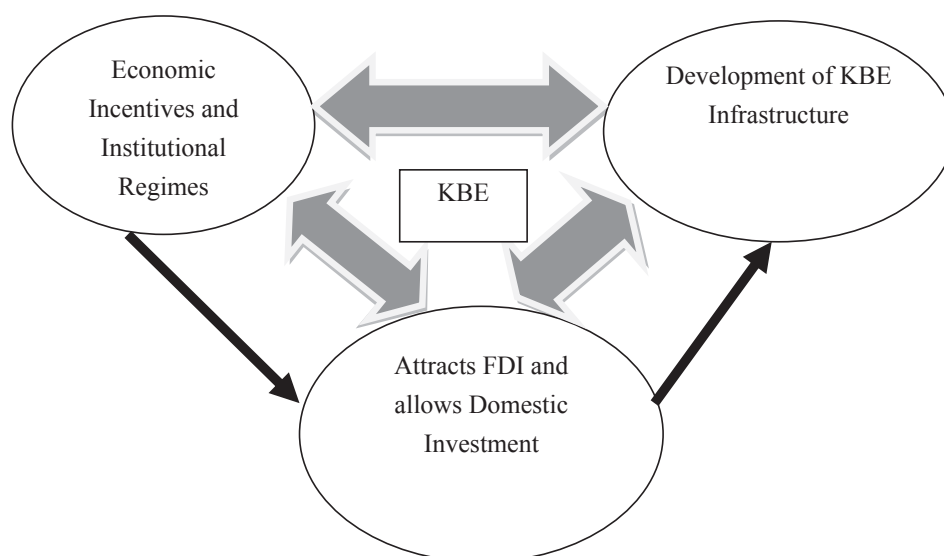 Economic
Incentives and
Institutional
Regimes
Development of KBE
Infrastructure
KBE
Attracts FDI and
allows Domestic
Investment